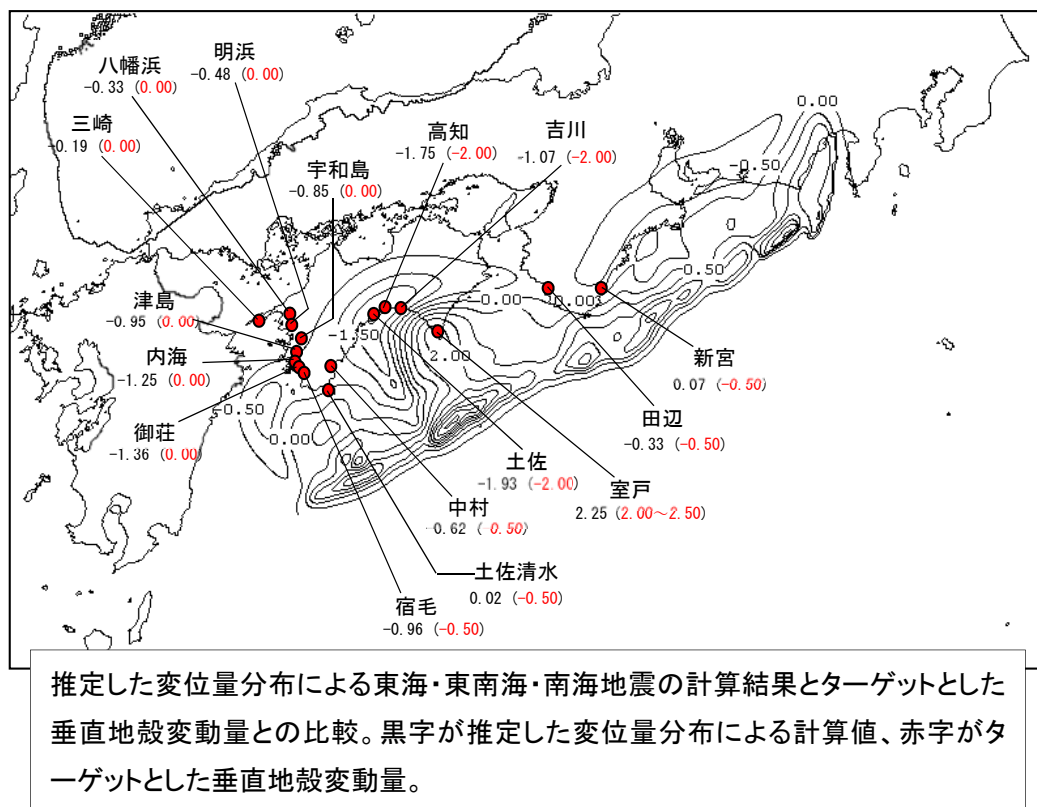 明浜
-0.48 (0.00)
八幡浜
-0.33 (0.00)
三崎
-0.19 (0.00)
宇和島
-0.85 (0.00)
高知
-1.75 (-2.00)
吉川
-1.07 (-2.00)
0.00
-0.50
0
-0.50
-0.00
-1.50
2.00
津島
-0.95 (0.00)
内海
-1.25 (0.00)
御荘
-1.36 (0.00)
-0.50
0.00
新宮
0.07 (-0.50)
田辺
-0.33 (-0.50)
土佐
-1.93 (-2.00)
室戸
2.25 (2.00～2.50)
中村
-0.62 (-0.50)
土佐清水
0.02 (-0.50)
宿毛
-0.96 (-0.50)
推定した変位量分布による東海・東南海・南海地震の計算結果とターゲットとした
垂直地殻変動量との比較。黒字が推定した変位量分布による計算値、赤字がタ
ーゲットとした垂直地殻変動量。